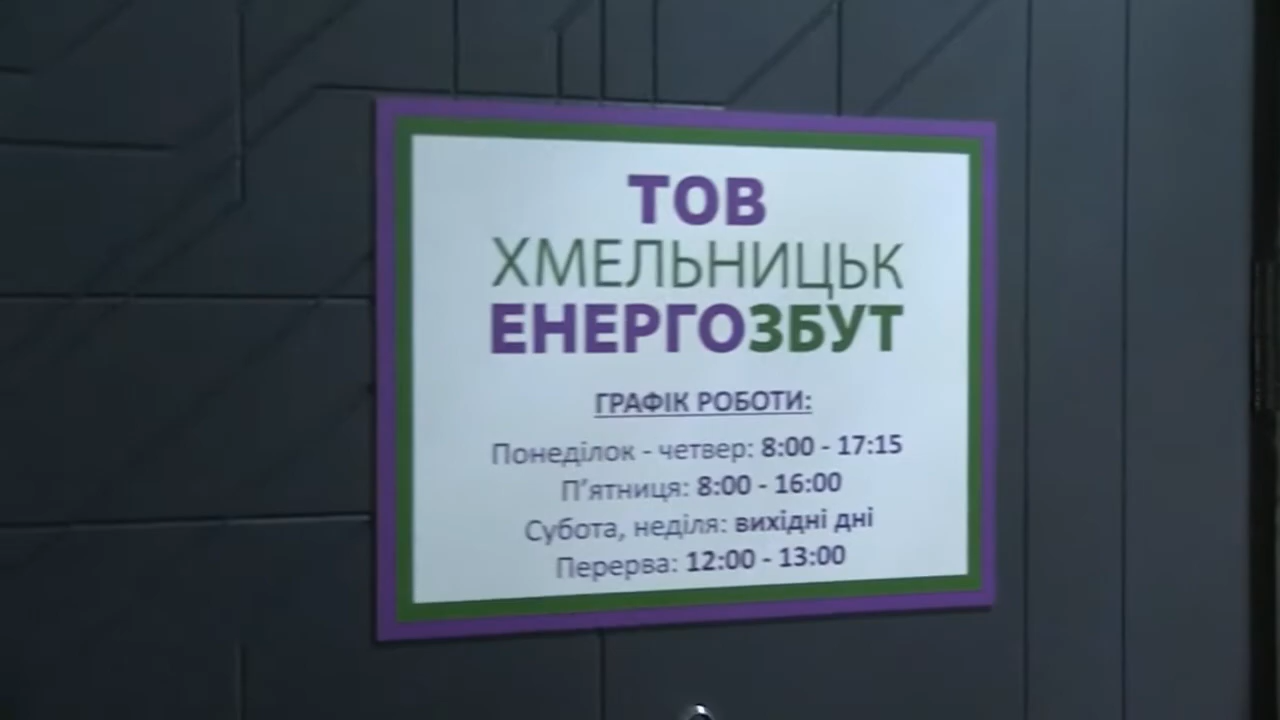 ТОВ
ХМЕЛЬНИЦЬК
ЕНЕРГОЗБУТ
ГРАФІК РОБОТИ:
Понеділок - четвер: 8:00 - 17:15
П’ятниця: 8:00 - 16:00
Субота, неділя: вихідні дні
Перерва: 12:00 - 13:00